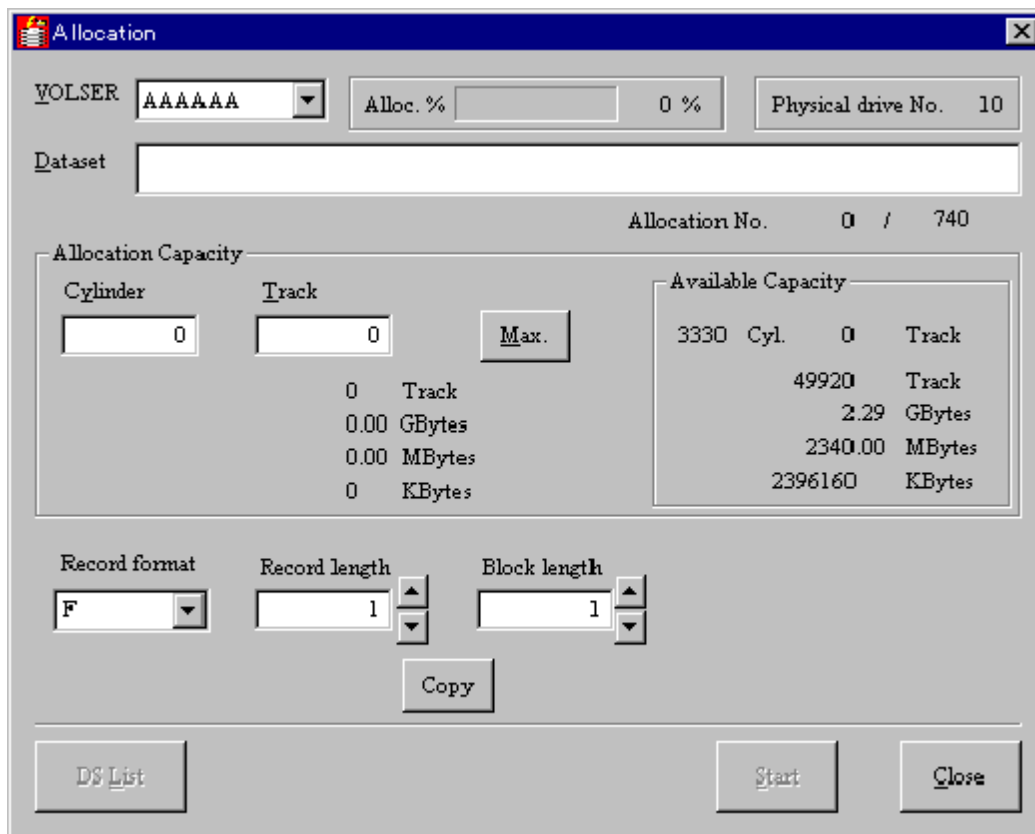 Allocation
VOLSER AAAAAA Alloc. % 0 % Physical drive No. 10
Dataset
Allocation No. 0 / 740
Allocation Capacity
Cylinder Track
0 0 Max.
0 Track
0.00 GBytes
0.00 MBytes
0 KBytes
Available Capacity
3330 Cyl. 0 Track
49920 Track
2.29 GBytes
2340.00 MBytes
2396160 KBytes
Record format Record length Block length
F 1 1
Copy
DS List Start Close